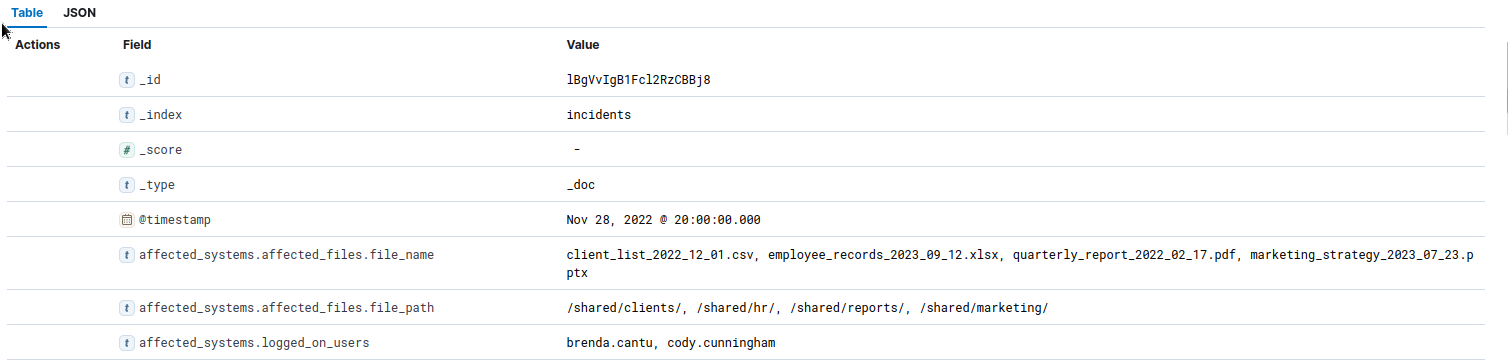 Table JSON
Actions Field Value
t _id lBgVvIgB1Fcl2RzCBBj8
t _index incidents
# _score -
t _type _doc
@timestamp Nov 28, 2022 @ 20:00:00.000
t affected_systems.affected_files.file_name client_list_2022_12_01.csv, employee_records_2023_09_12.xlsx, quarterly_report_2022_02_17.pdf, marketing_strategy_2023_07_23.p
ptx
t affected_systems.affected_files.file_path /shared/clients/, /shared/hr/, /shared/reports/, /shared/marketing/
t affected_systems.logged_on_users brenda.cantu, cody.cunningham